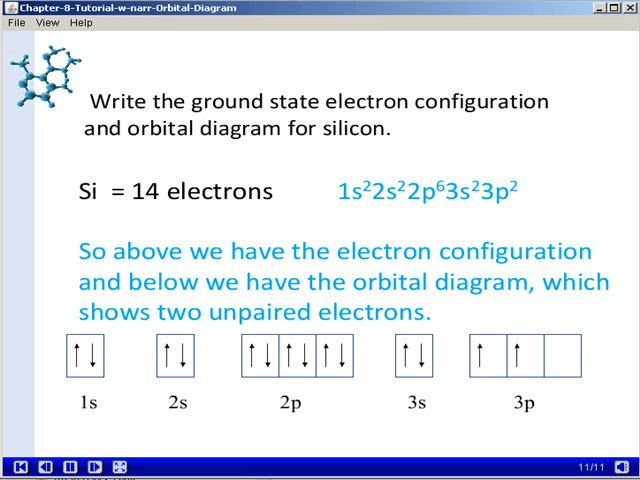 Chapter-8-Tutorial-w-narr-Orbital-Diagram
File View Help
Write the ground state electron configuration
and orbital diagram for silicon.
Si = 14 electrons 1s²2s²2p⁶3s²3p²
So above we have the electron configuration
and below we have the orbital diagram, which
shows two unpaired electrons.
1s 2s 2p 3s 3p
11/11